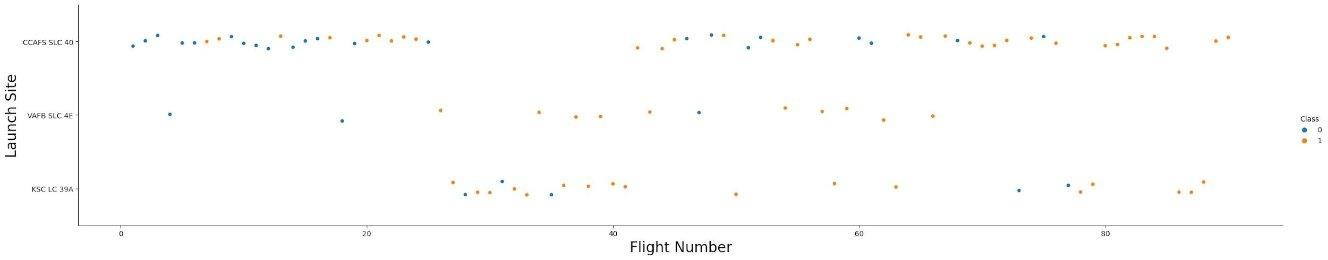 Launch Site
CCAFS SLC 40
VAFB SLC 4E
KSC LC 39A
0
20
40
60
80
Flight Number
Class
0
1